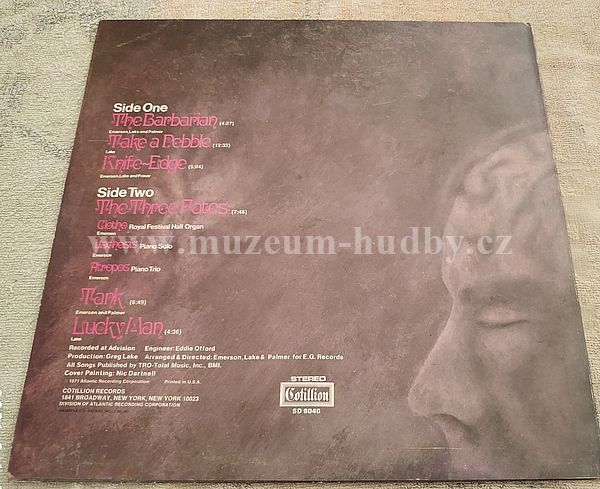 Side One
The Barbarian (4:27)
Emerson, Lake and Palmer
Take a Pebble (12:32)
Lake
Knife-Edge (5:04)
Emerson, Lake and Fraser
Side Two
The Three Fates: (7:45)
Clotho Royal Festival Hall Organ
Emerson
Lachesis Piano Solo
Emerson
Atropos Piano Trio
Emerson
Tank (6:49)
Emerson and Palmer
Lucky Man (4:36)
Lake
Recorded at Advision Engineer: Eddie Offord
Production: Greg Lake Arranged & Directed: Emerson, Lake & Palmer for E.G. Records
All Songs Published by TRO-Total Music, Inc., BMI.
Cover Painting: Nic Dartnell
© 1971 Atlantic Recording Corporation Printed in U.S.A.
COTILLION RECORDS
1841 BROADWAY, NEW YORK, NEW YORK 10023
DIVISION OF ATLANTIC RECORDING CORPORATION
STEREO
Cotillion
SD 9040
www.muzeum-hudby.cz